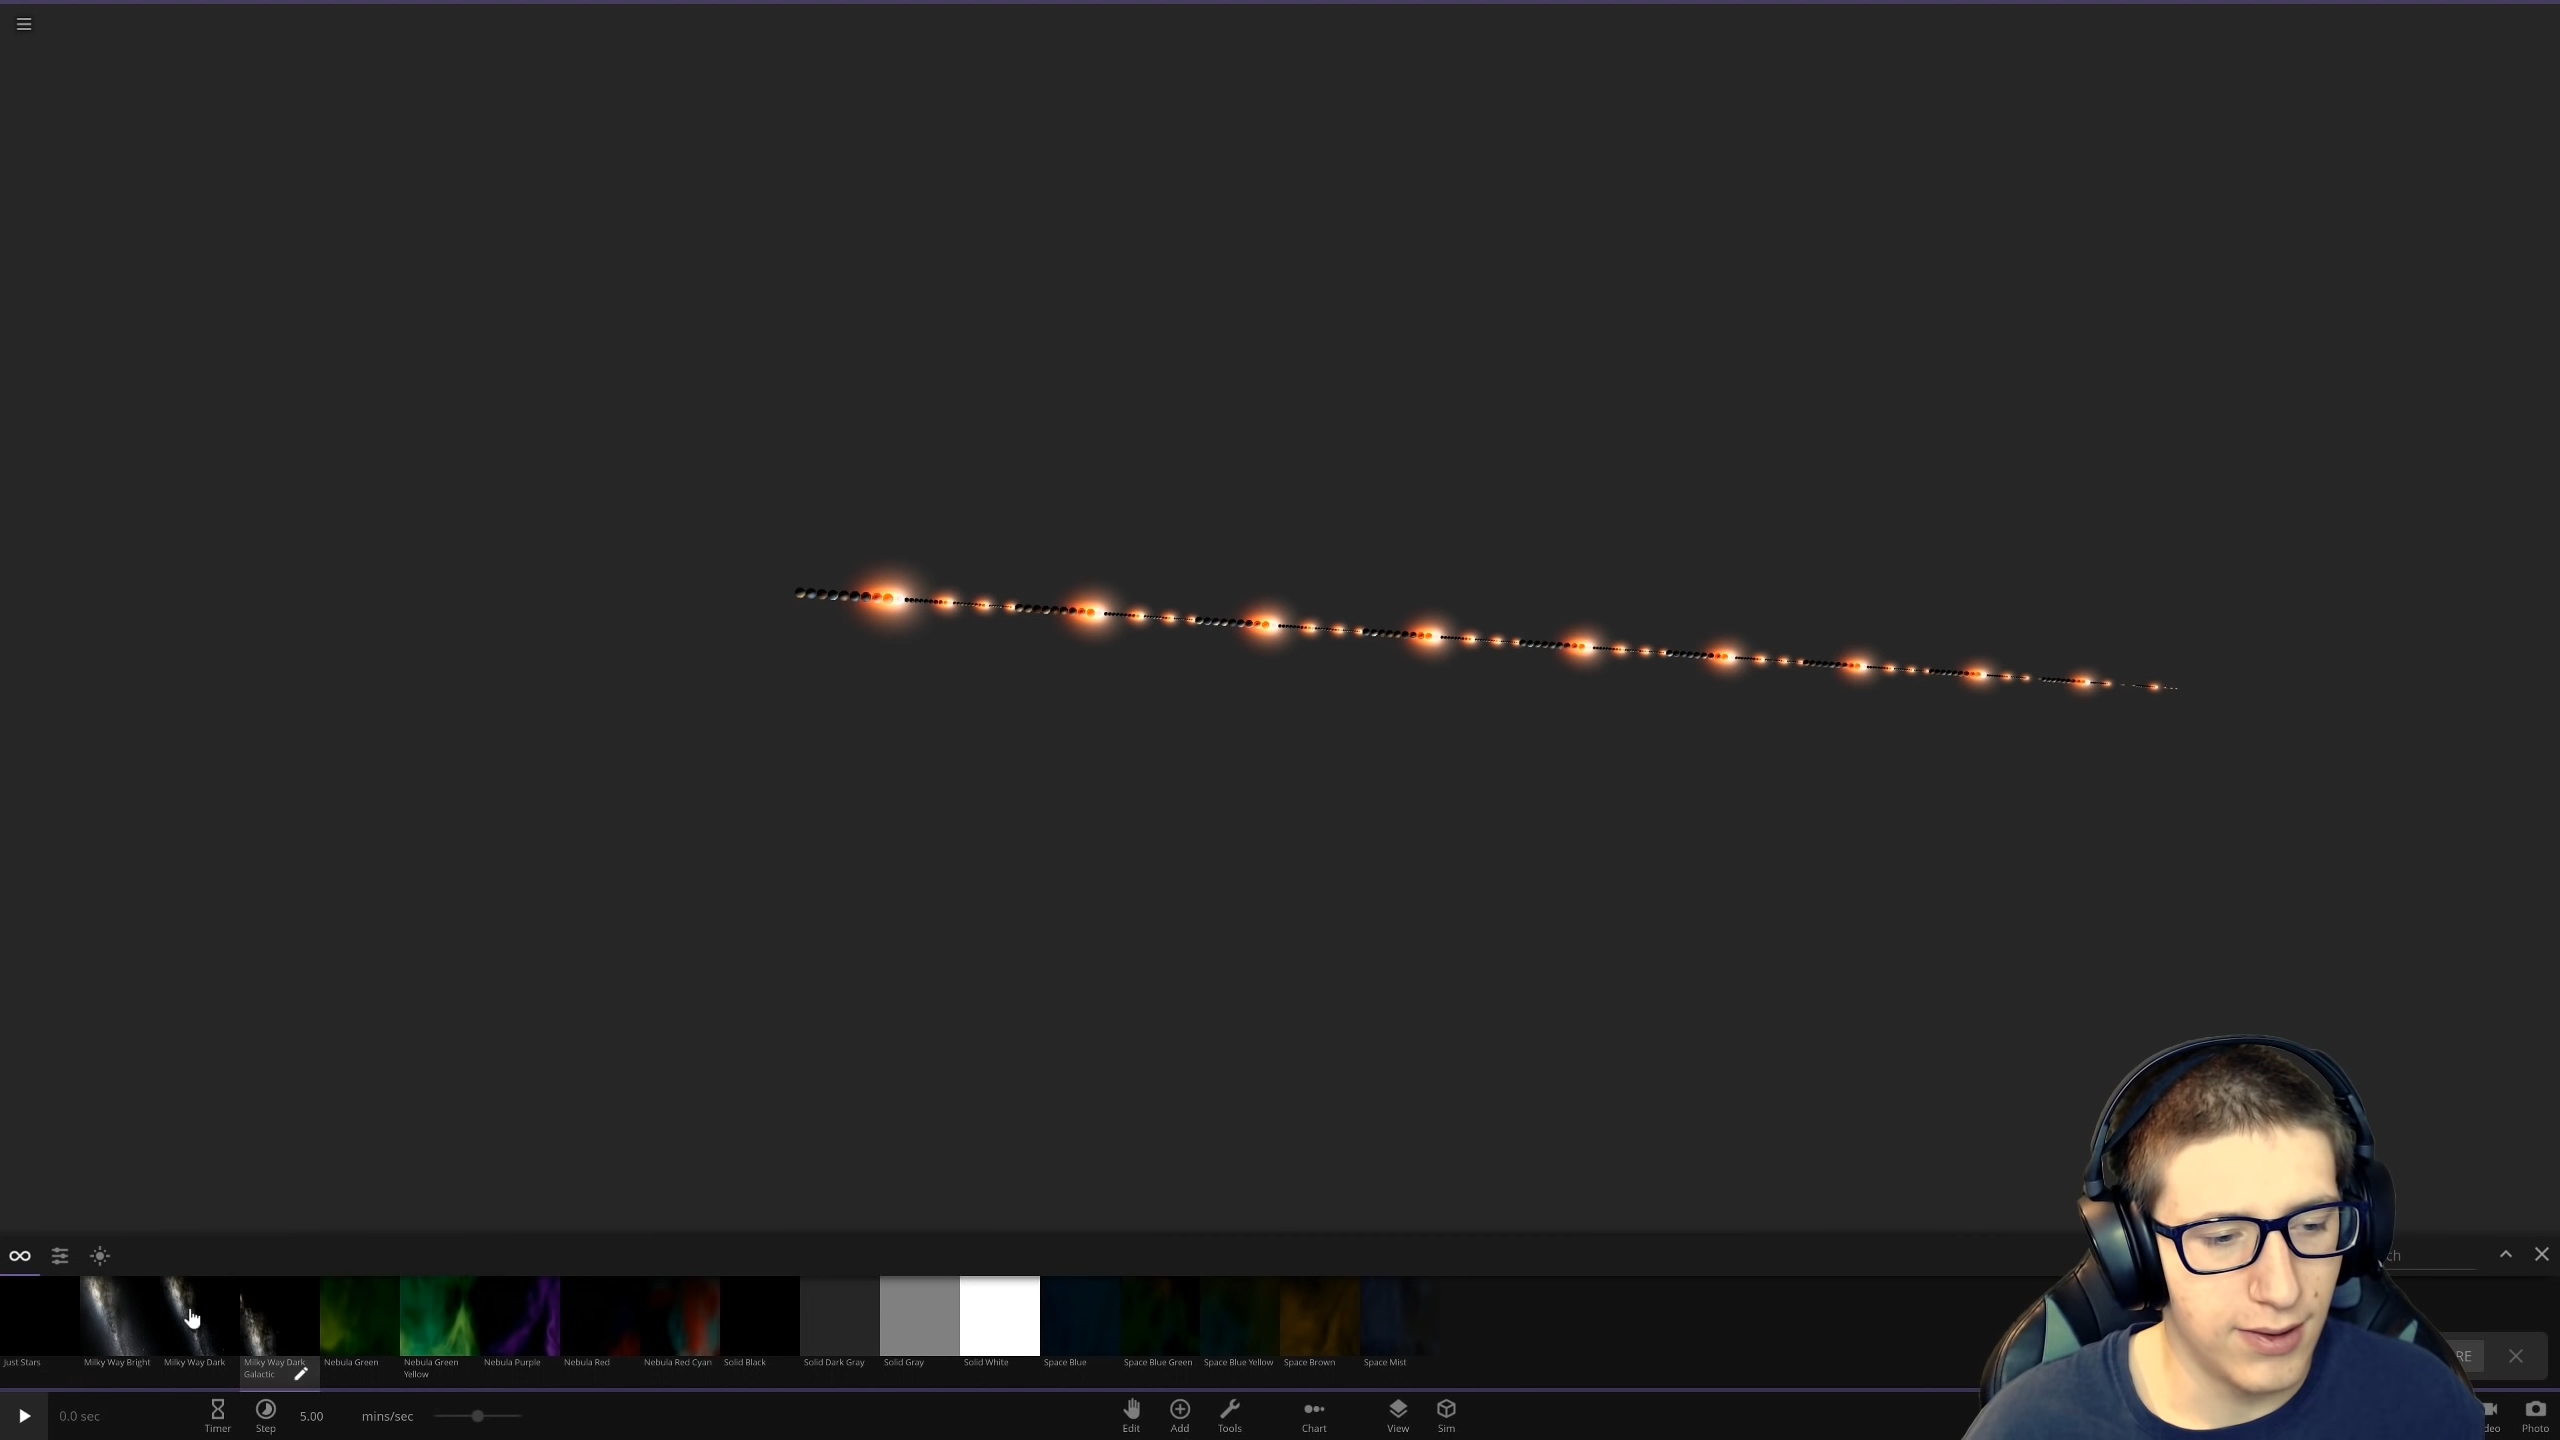 ch
Just Stars
Milky Way Bright
Milky Way Dark
Milky Way Dark
Galactic
Nebula Green
Nebula Green
Yellow
Nebula Purple
Nebula Red
Nebula Red Cyan
Solid Black
Solid Dark Gray
Solid Gray
Solid White
Space Blue
Space Blue Green
Space Blue Yellow
Space Brown
Space Mist
RE
0.0 sec
Timer
Step
5.00
mins/sec
Edit
Add
Tools
Chart
View
Sim
deo
Photo